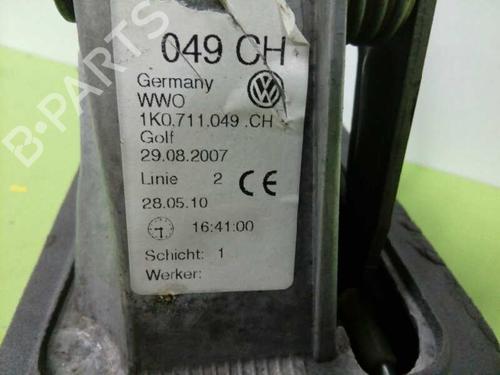 B-PARTS
049 CH
Germany
WWO
1K0.711.049 .CH
Golf
29.08.2007
Linie 2 CE
28.05.10
16:41:00
Schicht: 1
Werker: